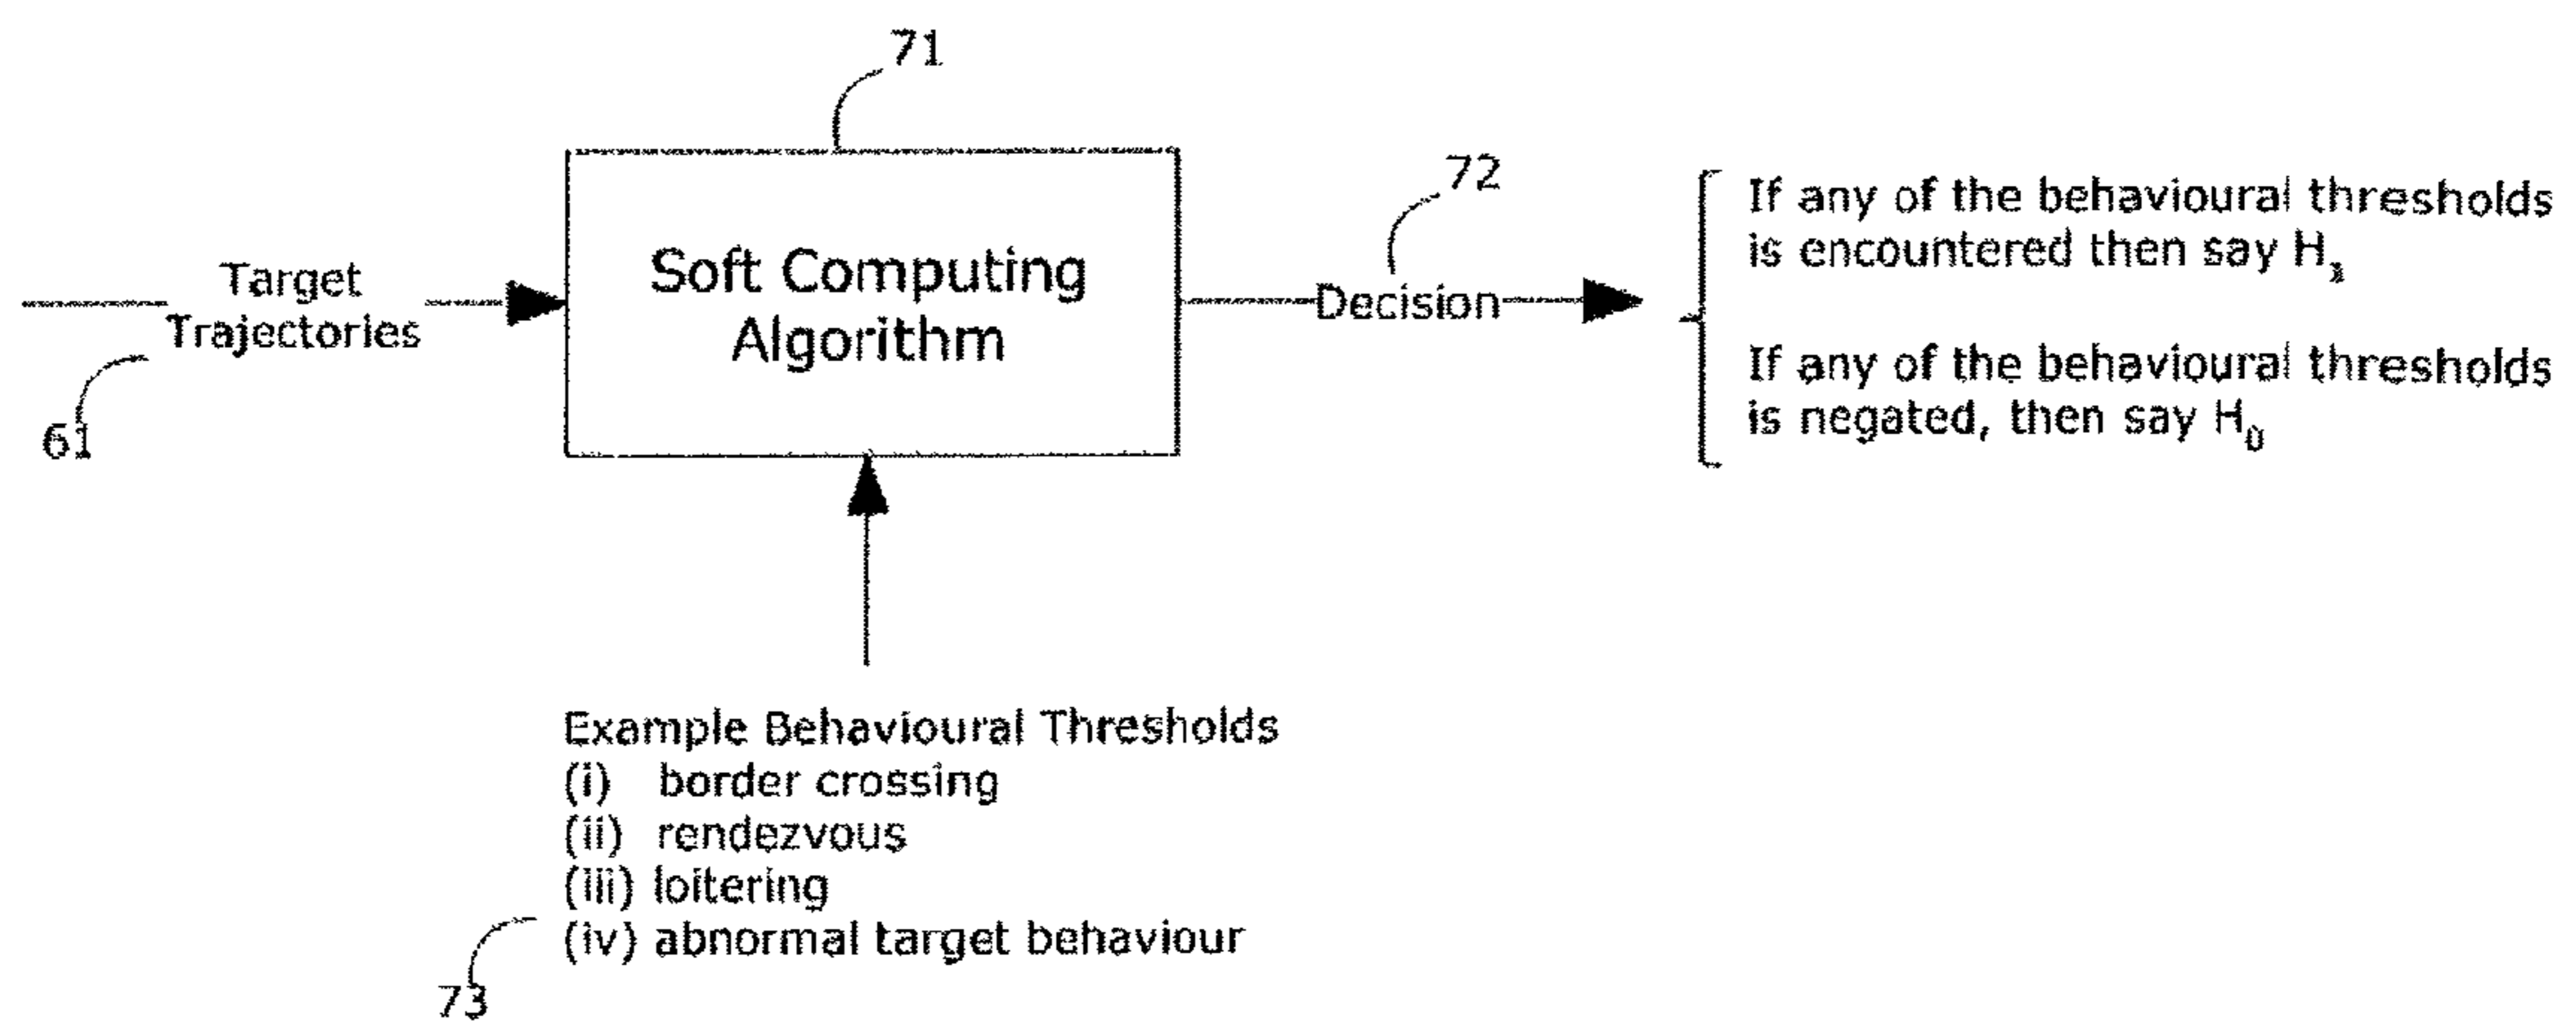 71
72
If any of the behavioural thresholds
is encountered then say H₁
Target
Trajectories
Soft Computing
Algorithm
Decision
If any of the behavioural thresholds
is negated, then say H₀
61
Example Behavioural Thresholds
(i) border crossing
(ii) rendezvous
(iii) loitering
(iv) abnormal target behaviour
73